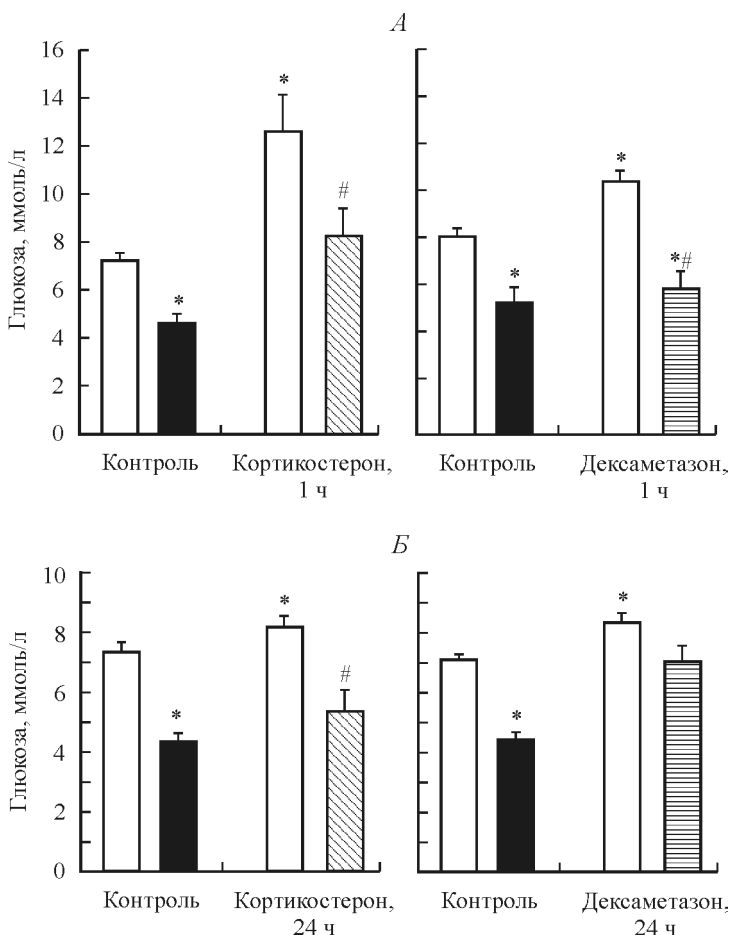 А
Глюкоза, ммоль/л
16
14
12
10
8
6
4
2
0
*
*
#
*
*
*
*#
Контроль
Кортикостерон,
1 ч
Контроль
Дексаметазон,
1 ч
Б
Глюкоза, ммоль/л
10
8
6
4
2
0
*
*
#
*
*
Контроль
Кортикостерон,
24 ч
Контроль
Дексаметазон,
24 ч